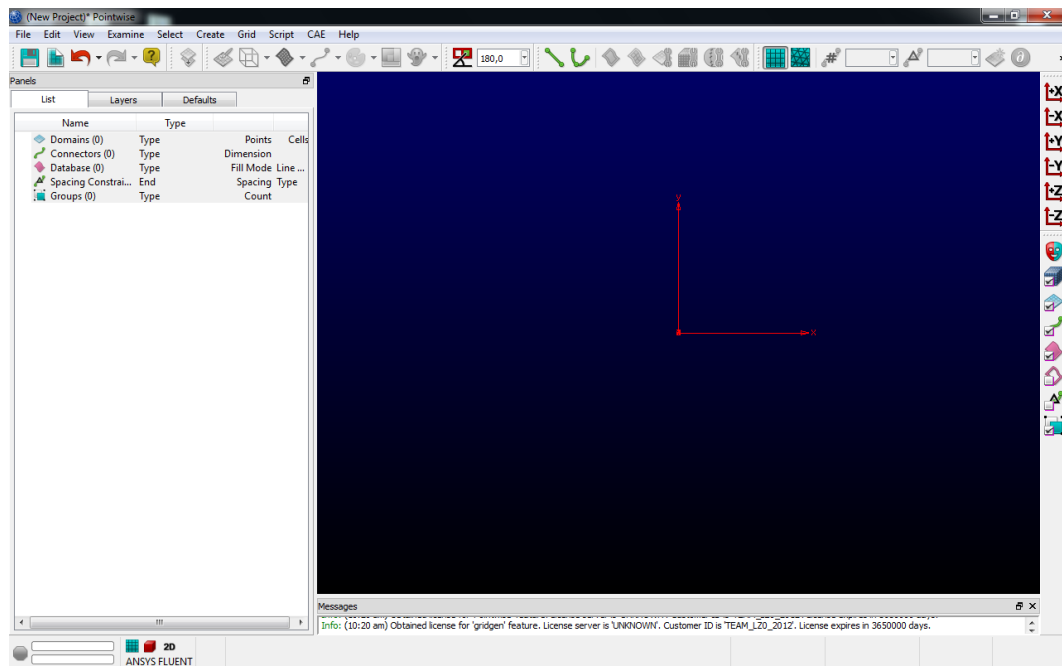 (New Project)* Pointwise
File Edit View Examine Select Create Grid Script CAE Help
180,0
Panels
List Layers Defaults
Name Type
Domains (0) Type Points Cells
Connectors (0) Type Dimension
Database (0) Type Fill Mode Line ...
Spacing Constrai... End Spacing Type
Groups (0) Type Count
y
x
+X
-X
+Y
-Y
+Z
-Z
Messages
Info: (10:20 am) Obtained license for 'gridgen' feature. License server is 'UNKNOWN'. Customer ID is 'TEAM_LZ0_2012'. License expires in 3650000 days.
2D
ANSYS FLUENT